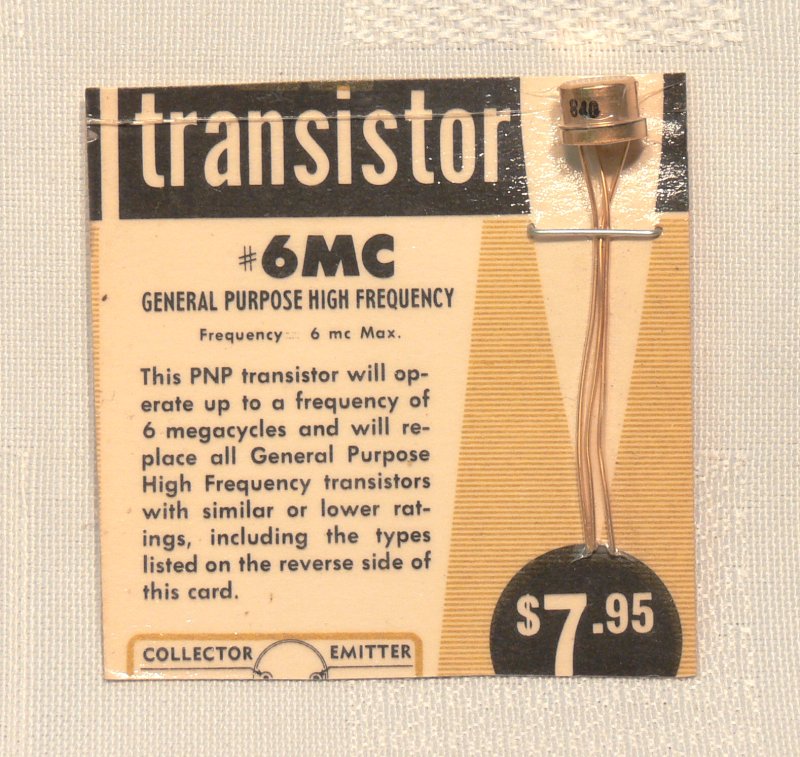 transistor
840
#6MC
GENERAL PURPOSE HIGH FREQUENCY
Frequency 6 mc Max.
This PNP transistor will op-
erate up to a frequency of
6 megacycles and will re-
place all General Purpose
High Frequency transistors
with similar or lower rat-
ings, including the types
listed on the reverse side of
this card.
$7.95
COLLECTOR EMITTER